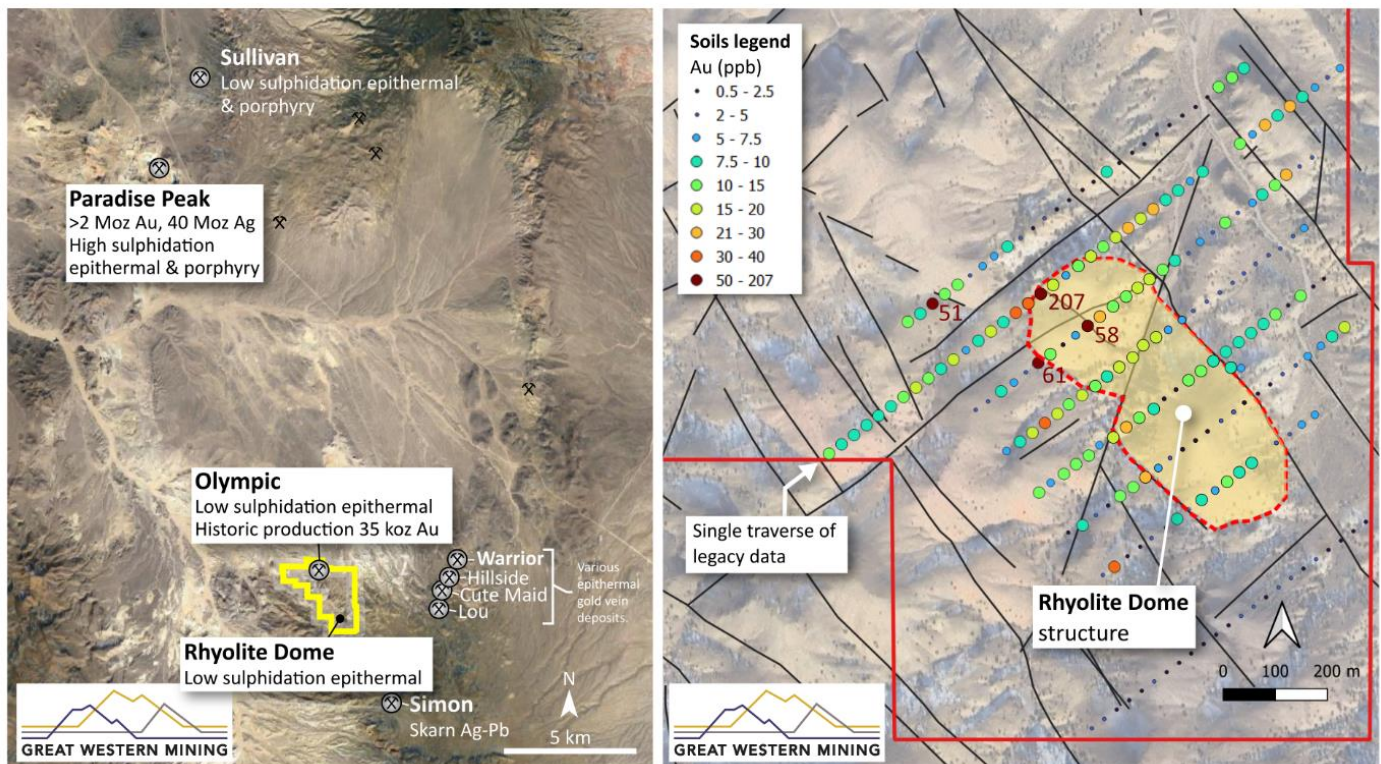 Sullivan
Low sulphidation epithermal
& porphyry
Paradise Peak
>2 Moz Au, 40 Moz Ag
High sulphidation
epithermal & porphyry
Olympic
Low sulphidation epithermal
Historic production 35 koz Au
Warrior
Hillside
Cute Maid
Lou
Various
epithermal
gold vein
deposits.
Rhyolite Dome
Low sulphidation epithermal
Simon
Skarn Ag-Pb
N
5 km
GREAT WESTERN MINING
Soils legend
Au (ppb)
0.5 - 2.5
2 - 5
5 - 7.5
7.5 - 10
10 - 15
15 - 20
21 - 30
30 - 40
50 - 207
51
207
58
61
Single traverse of
legacy data
Rhyolite Dome
structure
0 100 200 m
GREAT WESTERN MINING